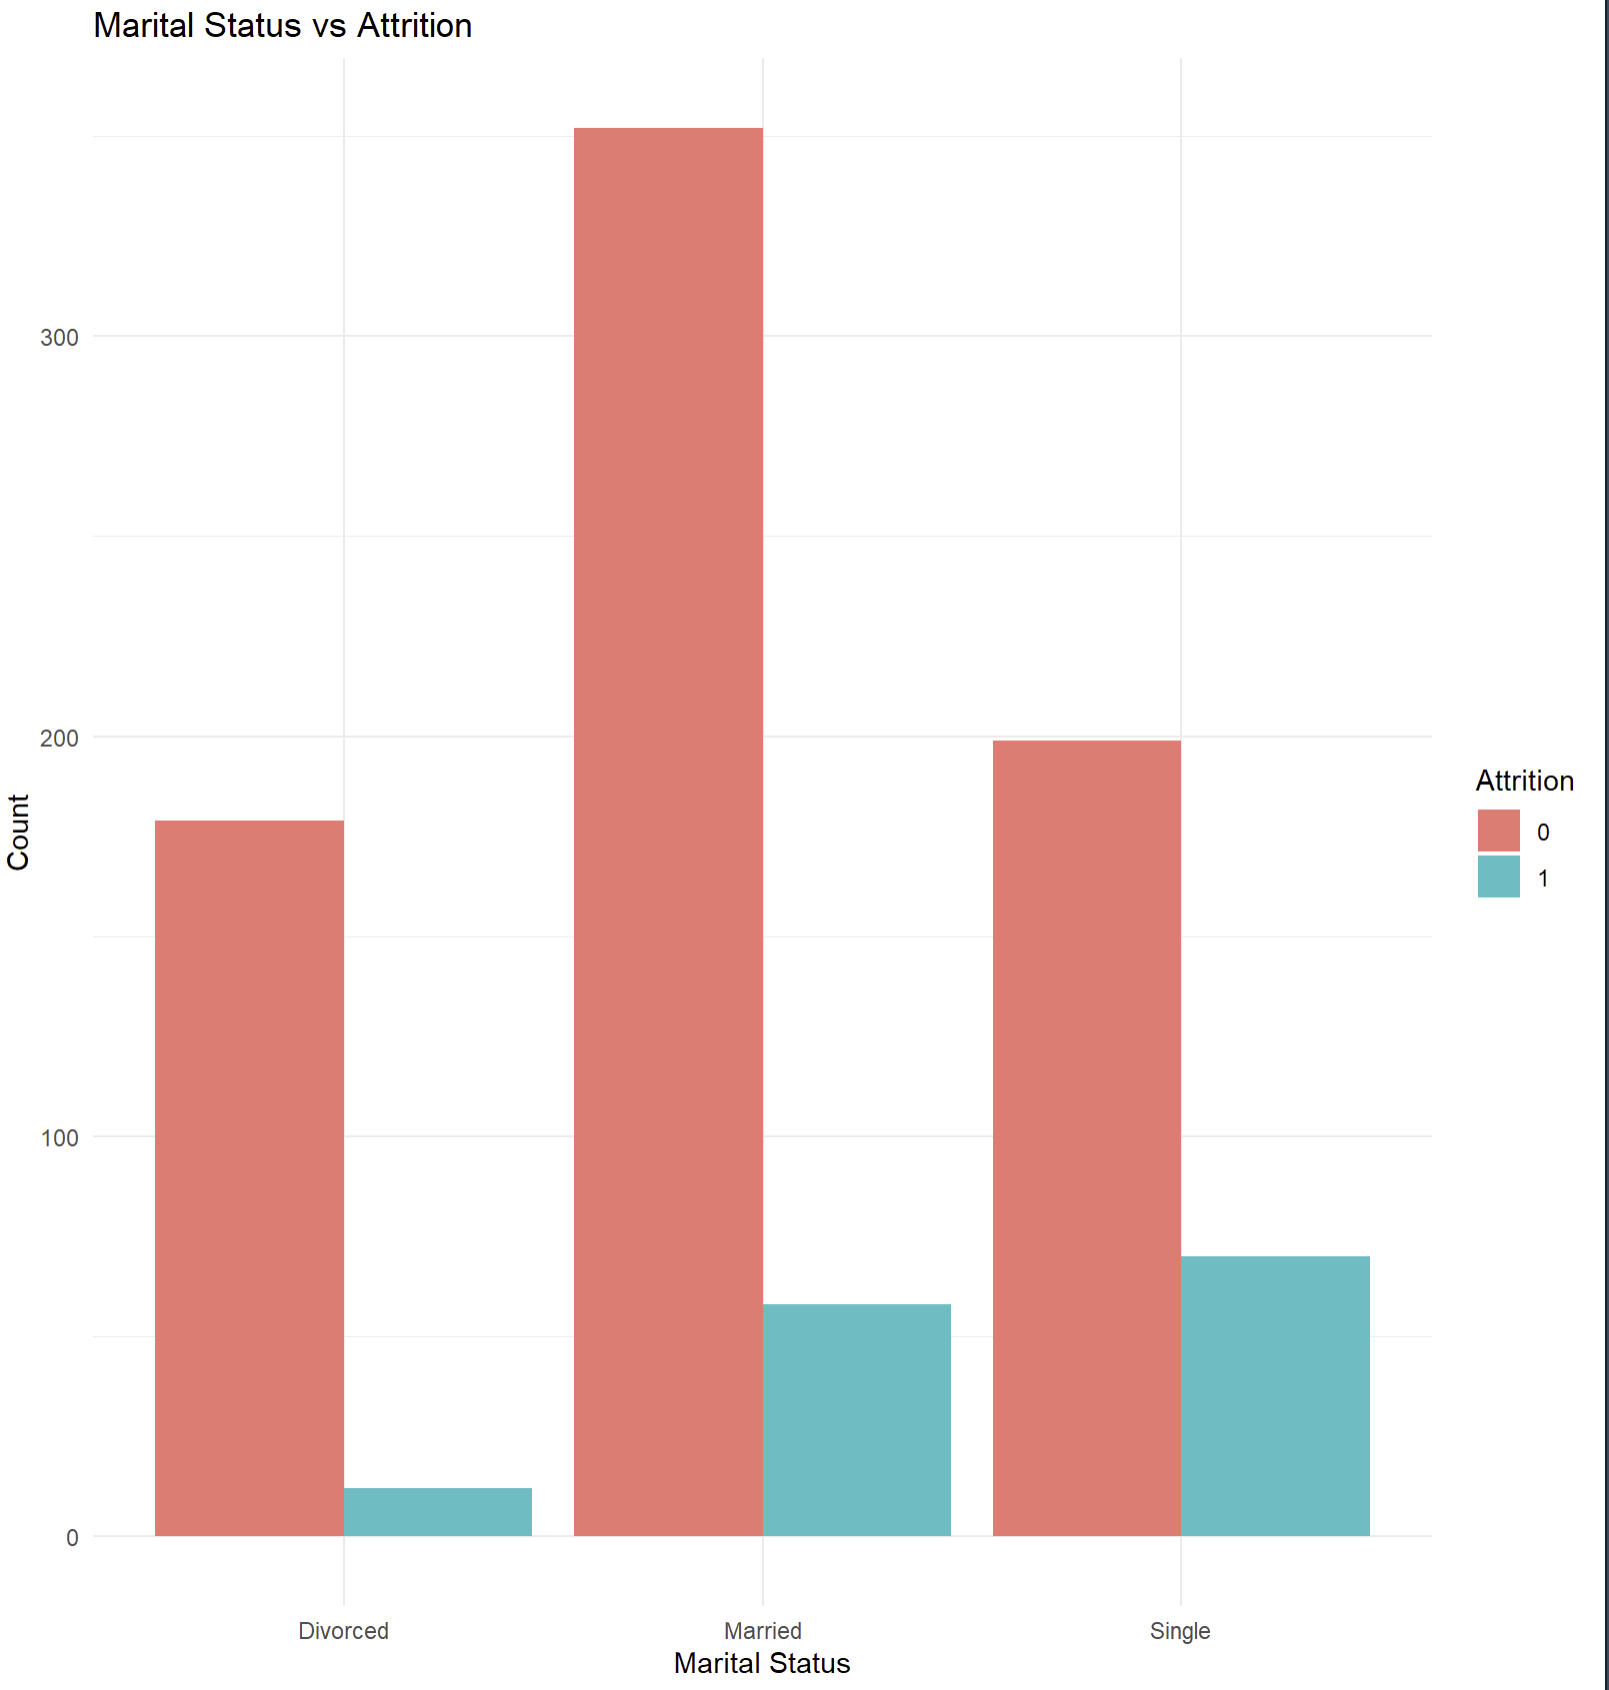 Marital Status vs Attrition
300
200
100
0
Count
Divorced
Married
Single
Marital Status
Attrition
0
1